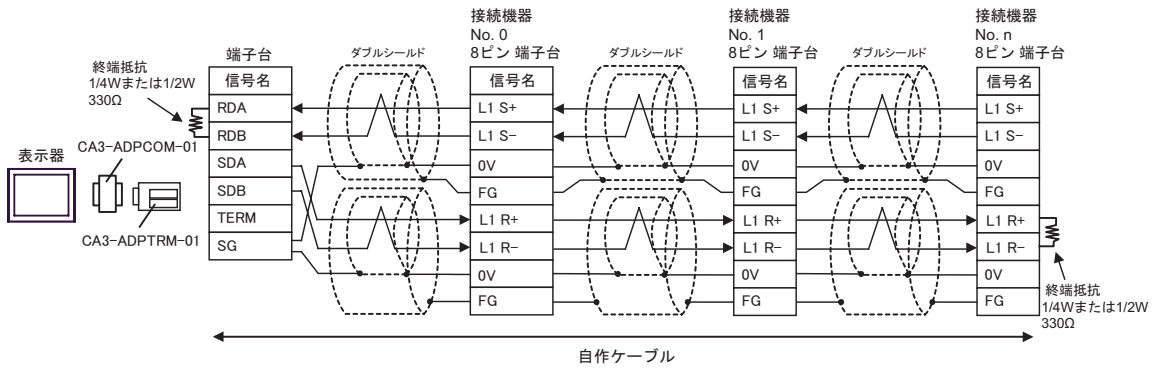 終端抵抗
1/4Wまたは1/2W
330Ω
表示器
CA3-ADPCOM-01
CA3-ADPTRM-01
端子台
信号名
RDA
RDB
SDA
SDB
TERM
SG
ダブルシールド
接続機器
No. 0
8ピン 端子台
信号名
L1 S+
L1 S-
0V
FG
L1 R+
L1 R-
0V
FG
ダブルシールド
接続機器
No. 1
8ピン 端子台
信号名
L1 S+
L1 S-
0V
FG
L1 R+
L1 R-
0V
FG
ダブルシールド
接続機器
No. n
8ピン 端子台
信号名
L1 S+
L1 S-
0V
FG
L1 R+
L1 R-
0V
FG
終端抵抗
1/4Wまたは1/2W
330Ω
自作ケーブル